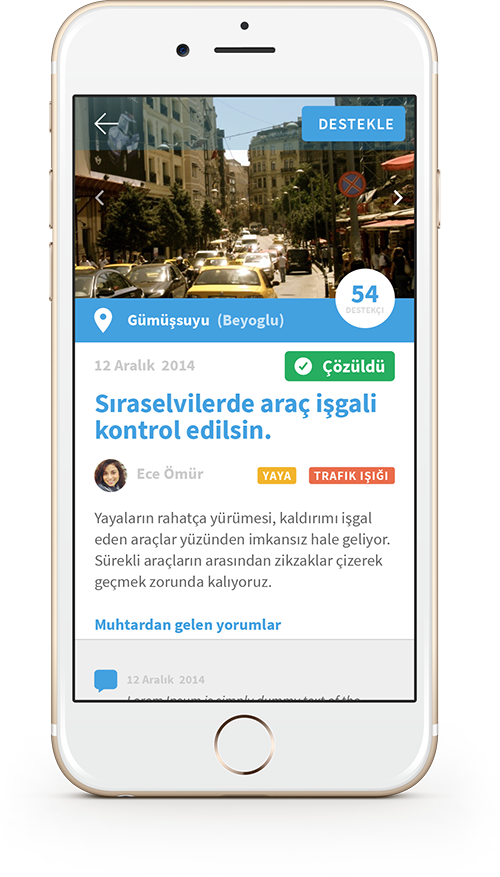 DESTEKLE
54
DESTEKÇİ
Gümüşsuyu (Beyoglu)
12 Aralık 2014
Çözüldü
Sıraselvilerde araç işgali
kontrol edilsin.
Ece Ömür
YAYA
TRAFIK IŞIĞI
Yayaların rahatça yürümesi, kaldırımı işgal
eden araçlar yüzünden imkansız hale geliyor.
Sürekli araçların arasından zikzaklar çizerek
geçmek zorunda kalıyoruz.
Muhtardan gelen yorumlar
12 Aralık 2014
Lorem Ipsum is simply dummy text of the